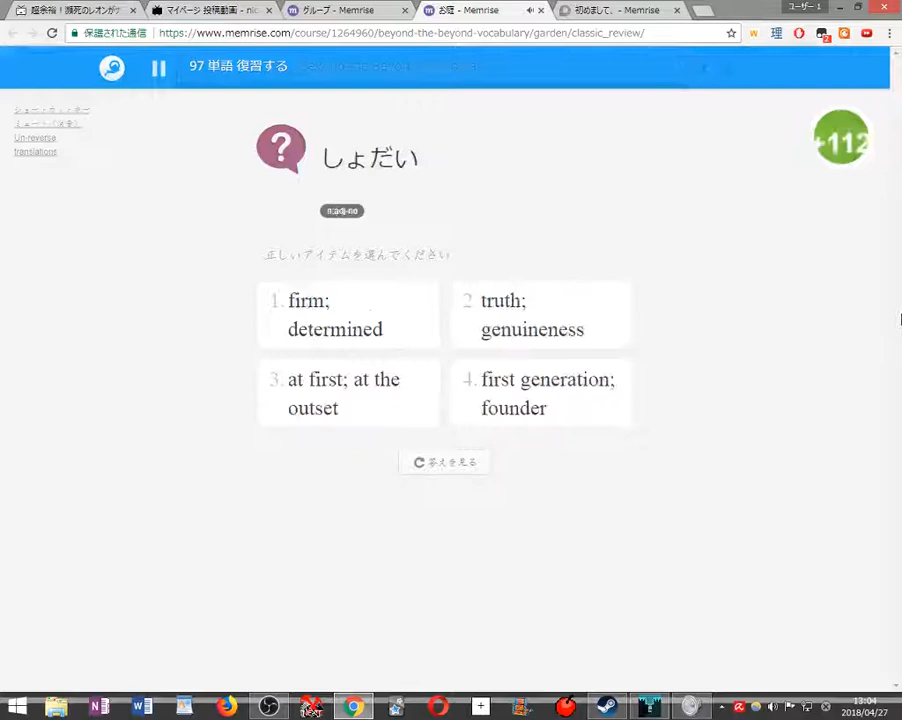 超余裕！瀕死のレオンが
マイページ 投稿動画 - nic
グループ - Memrise
お庭 - Memrise
初めまして、 - Memrise
ユーザー 1
保護された通信
https://www.memrise.com/course/1264960/beyond-the-beyond-vocabulary/garden/classic_review/
97 単語 復習する
Un-reverse
translations
+112
しょだい
n;adj-no
正しいアイテムを選んでください
1. firm;
determined
2 truth;
genuineness
3. at first; at the
outset
4. first generation;
founder
答えを見る
13:04
2018/04/27